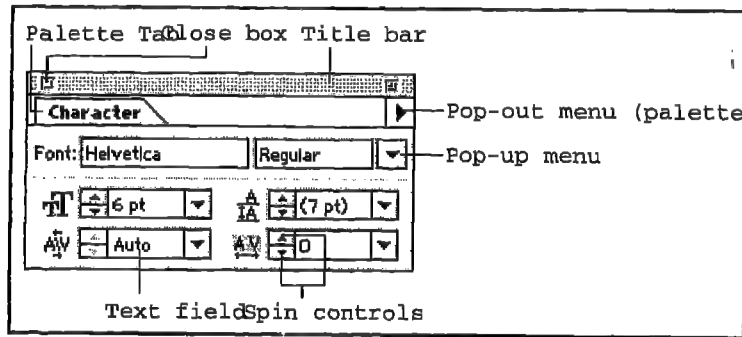 Palette Tab Close box Title bar
Character
Pop-out menu (palette
Font: Helvetica Regular
Pop-up menu
6 pt (7 pt)
Auto 0
Text field Spin controls